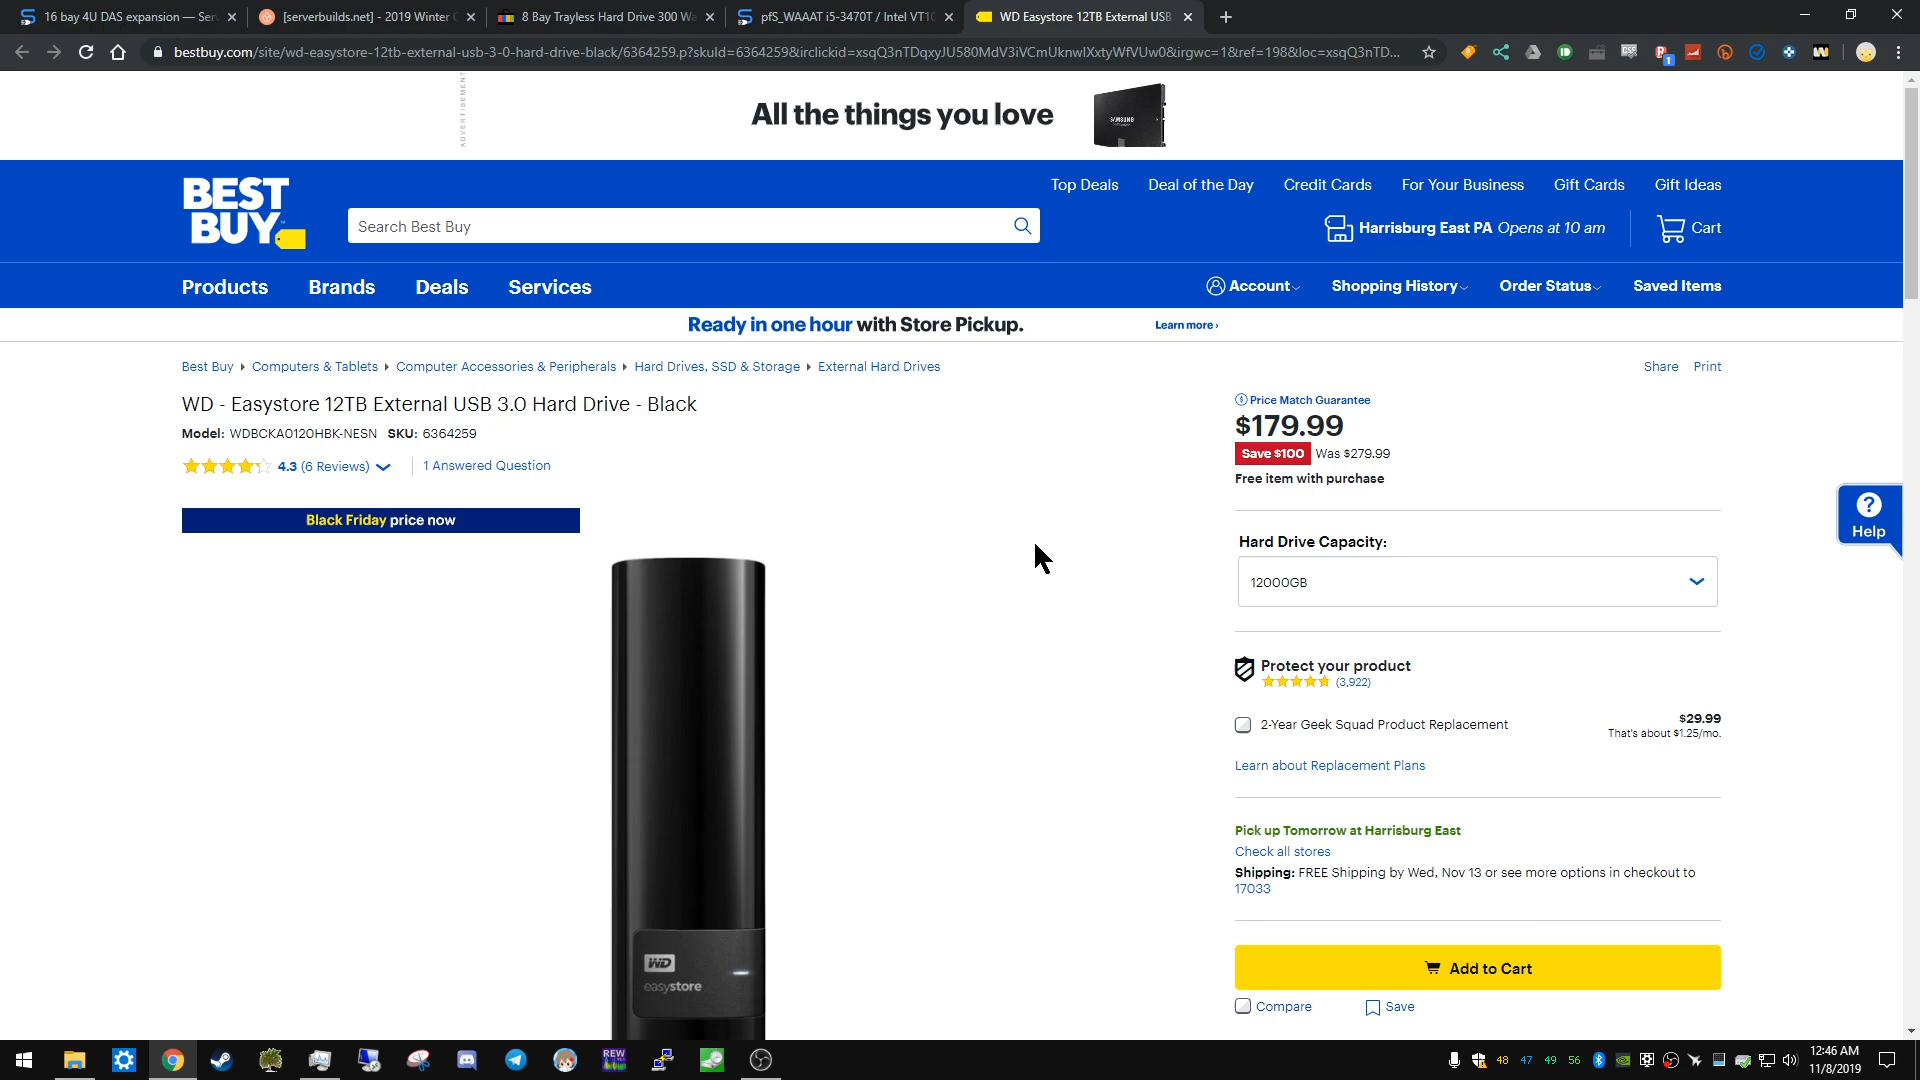 16 bay 4U DAS expansion — Ser
[serverbuilds.net] - 2019 Winter
8 Bay Trayless Hard Drive 300 Wa
pfS_WAAAT i5-3470T / Intel VT10
WD Easystore 12TB External USB
bestbuy.com/site/wd-easystore-12tb-external-usb-3-0-hard-drive-black/6364259.p?skuId=6364259&irclickid=xsqQ3nTDqxyJU580MdV3iVCmUknwlXxtyWfVUw0&irgwc=1&ref=198&loc=xsqQ3nTD...
ADVERTISEMENT
All the things you love
SAMSUNG
BEST
BUY
Search Best Buy
Top Deals
Deal of the Day
Credit Cards
For Your Business
Gift Cards
Gift Ideas
Harrisburg East PA Opens at 10 am
Cart
Products
Brands
Deals
Services
Account
Shopping History
Order Status
Saved Items
Ready in one hour with Store Pickup.
Learn more ›
Best Buy
Computers & Tablets
Computer Accessories & Peripherals
Hard Drives, SSD & Storage
External Hard Drives
Share
Print
WD - Easystore 12TB External USB 3.0 Hard Drive - Black
Model: WDBCKA0120HBK-NESN SKU: 6364259
4.3 (6 Reviews)
1 Answered Question
Black Friday price now
WD
easystore
Price Match Guarantee
$179.99
Save $100 Was $279.99
Free item with purchase
Hard Drive Capacity:
12000GB
Protect your product
(3,922)
2-Year Geek Squad Product Replacement
$29.99
That's about $1.25/mo.
Learn about Replacement Plans
Pick up Tomorrow at Harrisburg East
Check all stores
Shipping: FREE Shipping by Wed, Nov 13 or see more options in checkout to
17033
Add to Cart
Compare
Save
?
Help
REW
48 47 49 56
12:46 AM
11/8/2019